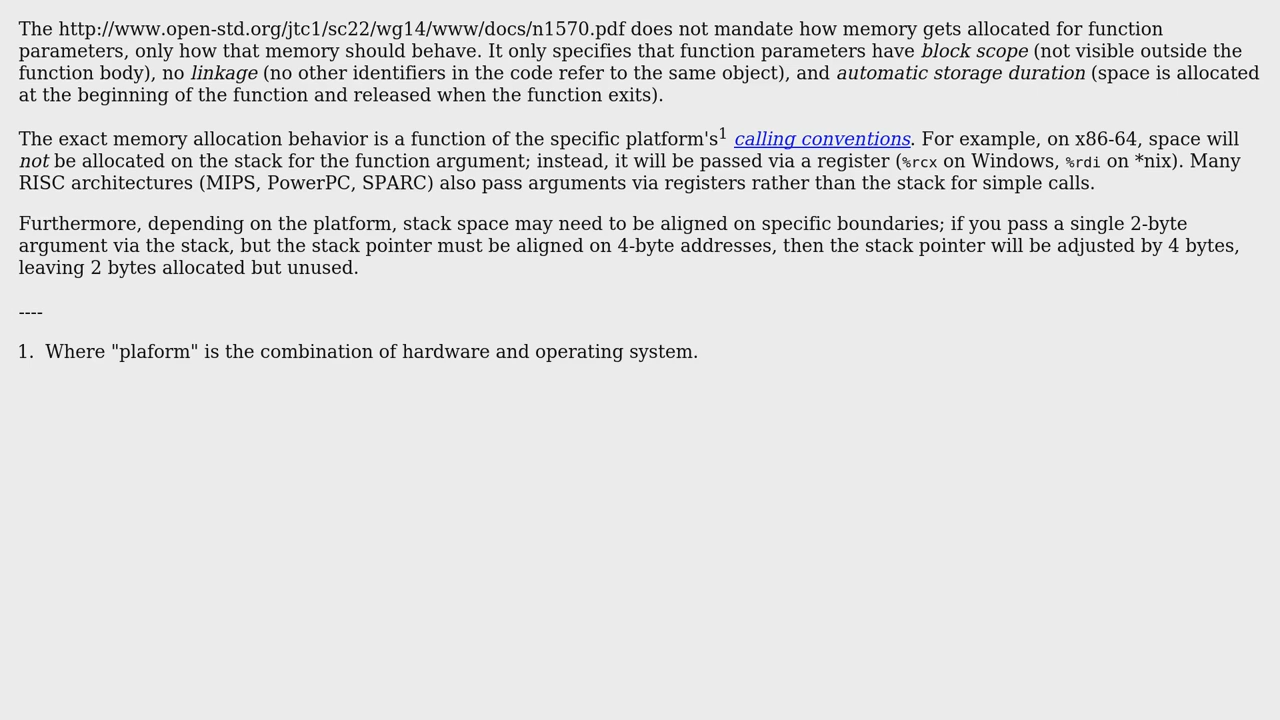 The http://www.open-std.org/jtc1/sc22/wg14/www/docs/n1570.pdf does not mandate how memory gets allocated for function
parameters, only how that memory should behave. It only specifies that function parameters have block scope (not visible outside the
function body), no linkage (no other identifiers in the code refer to the same object), and automatic storage duration (space is allocated
at the beginning of the function and released when the function exits).
The exact memory allocation behavior is a function of the specific platform's1 calling conventions. For example, on x86-64, space will
not be allocated on the stack for the function argument; instead, it will be passed via a register (%rcx on Windows, %rdi on *nix). Many
RISC architectures (MIPS, PowerPC, SPARC) also pass arguments via registers rather than the stack for simple calls.
Furthermore, depending on the platform, stack space may need to be aligned on specific boundaries; if you pass a single 2-byte
argument via the stack, but the stack pointer must be aligned on 4-byte addresses, then the stack pointer will be adjusted by 4 bytes,
leaving 2 bytes allocated but unused.
----
1. Where "plaform" is the combination of hardware and operating system.